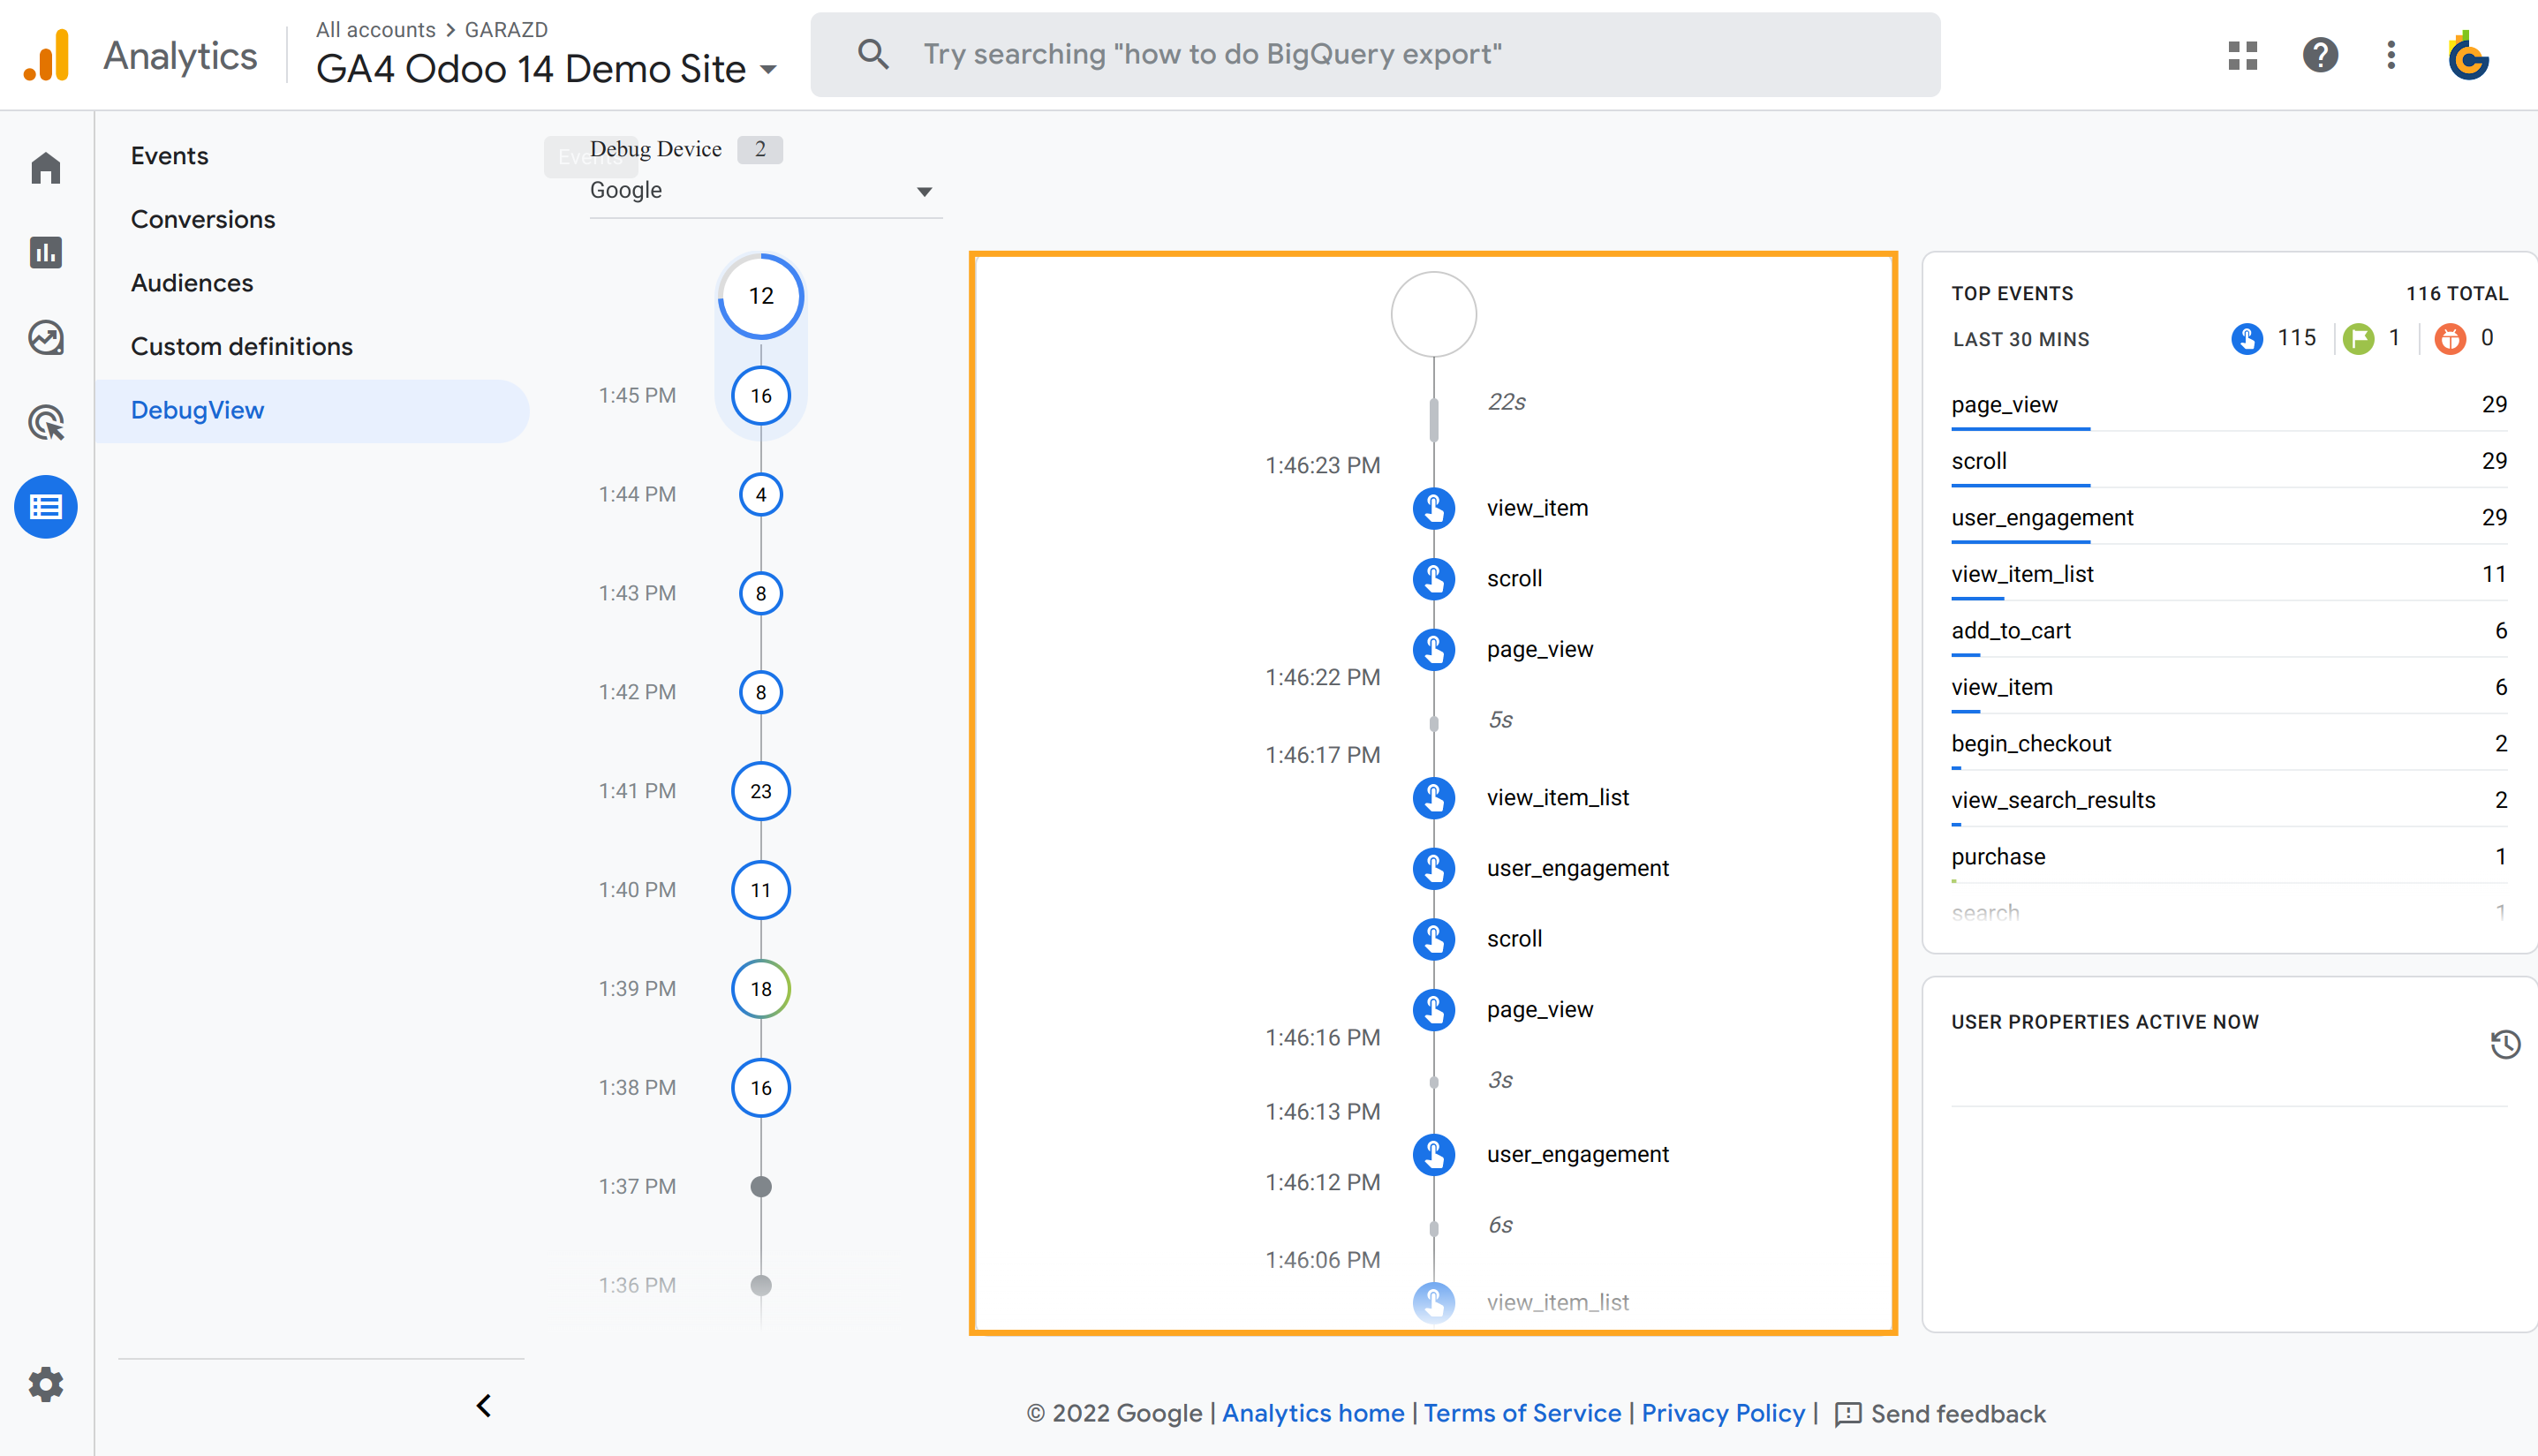 Analytics
All accounts > GARAZD
GA4 Odoo 14 Demo Site
Try searching "how to do BigQuery export"
Events
Conversions
Audiences
Custom definitions
DebugView
Events
Debug Device 2
Google
12
1:45 PM 16
1:44 PM 4
1:43 PM 8
1:42 PM 8
1:41 PM 23
1:40 PM 11
1:39 PM 18
1:38 PM 16
1:37 PM
1:36 PM
22s
1:46:23 PM
view_item
scroll
page_view
1:46:22 PM
5s
1:46:17 PM
view_item_list
user_engagement
scroll
page_view
1:46:16 PM
3s
1:46:13 PM
user_engagement
1:46:12 PM
6s
1:46:06 PM
view_item_list
TOP EVENTS 116 TOTAL
LAST 30 MINS 115 1 0
page_view 29
scroll 29
user_engagement 29
view_item_list 11
add_to_cart 6
view_item 6
begin_checkout 2
view_search_results 2
purchase 1
search 1
USER PROPERTIES ACTIVE NOW
© 2022 Google | Analytics home | Terms of Service | Privacy Policy | Send feedback